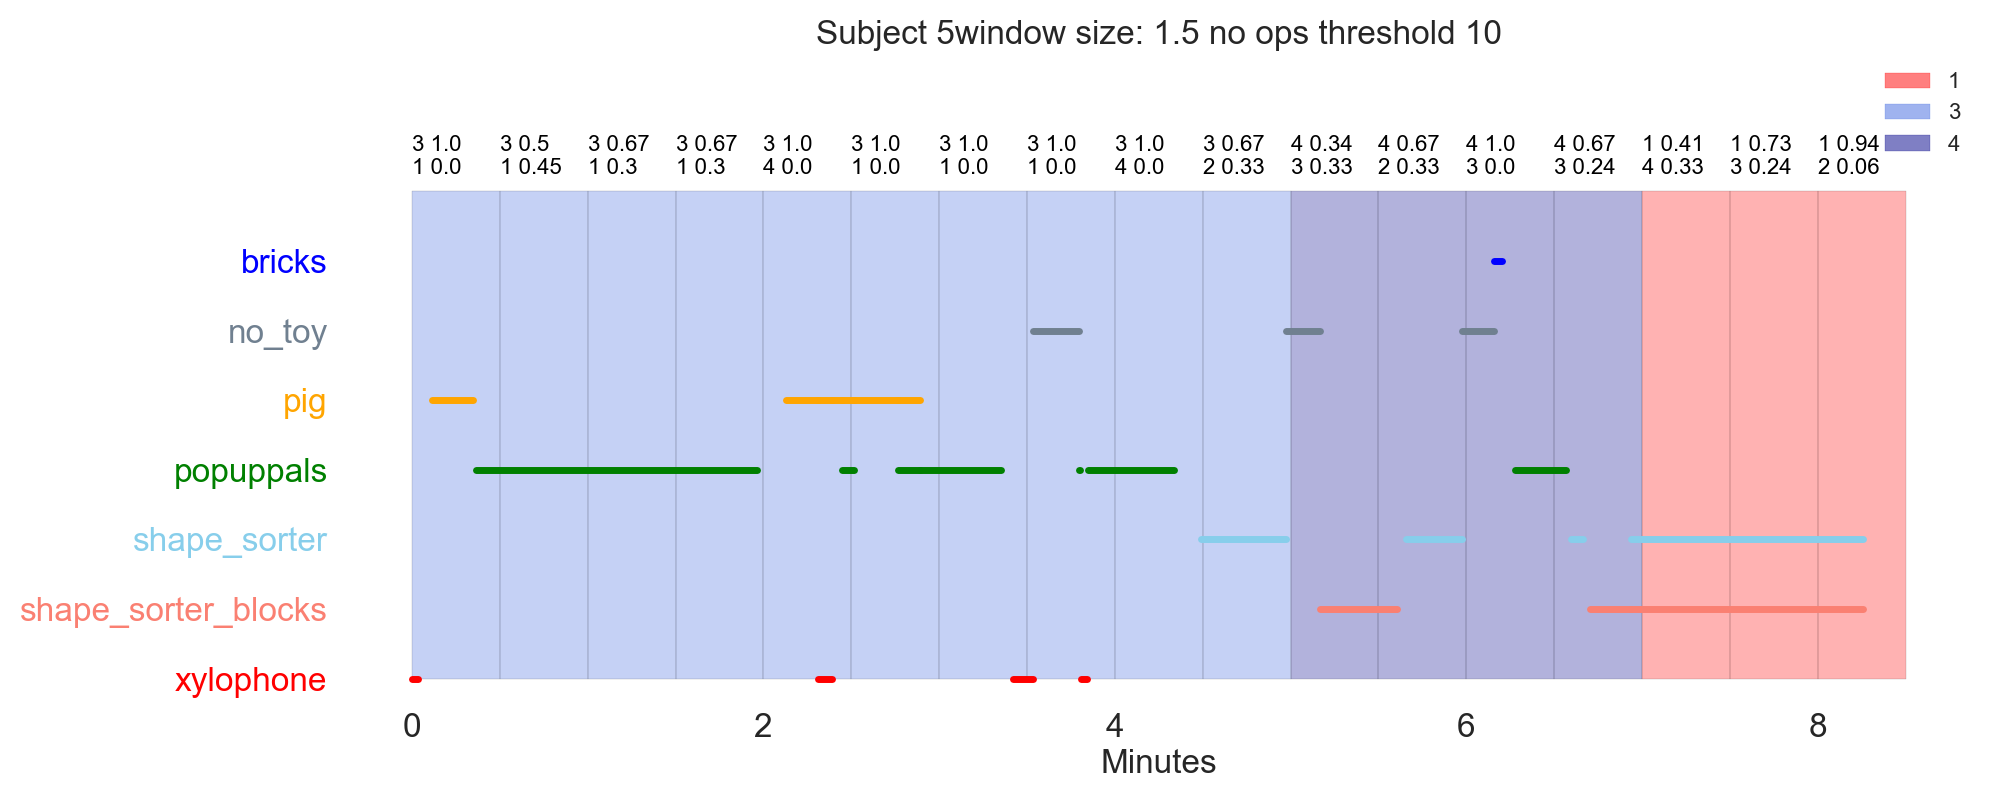 Subject 5window size: 1.5 no ops threshold 10
1
3
4
3 1.0 3 0.5 3 0.67 3 0.67 3 1.0 3 1.0 3 1.0 3 1.0 3 1.0 3 0.67 4 0.34 4 0.67 4 1.0 4 0.67 1 0.41 1 0.73 1 0.94
1 0.0 1 0.45 1 0.3 1 0.3 4 0.0 1 0.0 1 0.0 1 0.0 4 0.0 2 0.33 3 0.33 2 0.33 3 0.0 3 0.24 4 0.33 3 0.24 2 0.06
bricks
no_toy
pig
popuppals
shape_sorter
shape_sorter_blocks
xylophone
0 2 4 6 8
Minutes